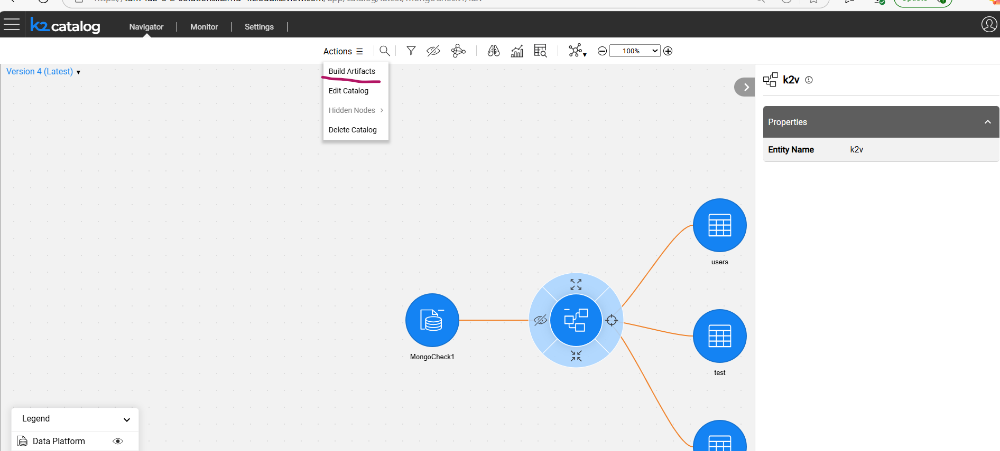 k2catalog
Navigator
Monitor
Settings
Actions
100%
Version 4 (Latest)
Build Artifacts
Edit Catalog
Hidden Nodes
Delete Catalog
k2v
Properties
Entity Name k2v
users
MongoCheck1
test
Legend
Data Platform